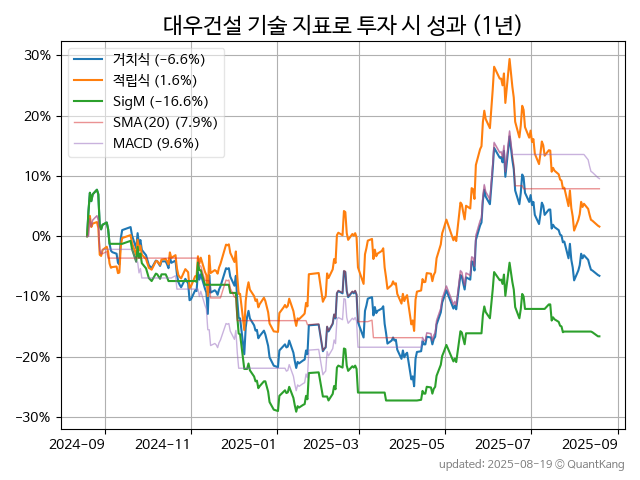 대우건설 기술 지표로 투자 시 성과 (1년)
30%
20%
10%
0%
−10%
−20%
−30%
거치식 (−6.6%)
적립식 (1.6%)
SigM (−16.6%)
SMA(20) (7.9%)
MACD (9.6%)
2024-09
2024-11
2025-01
2025-03
2025-05
2025-07
2025-09
updated: 2025-08-19 © QuantKang